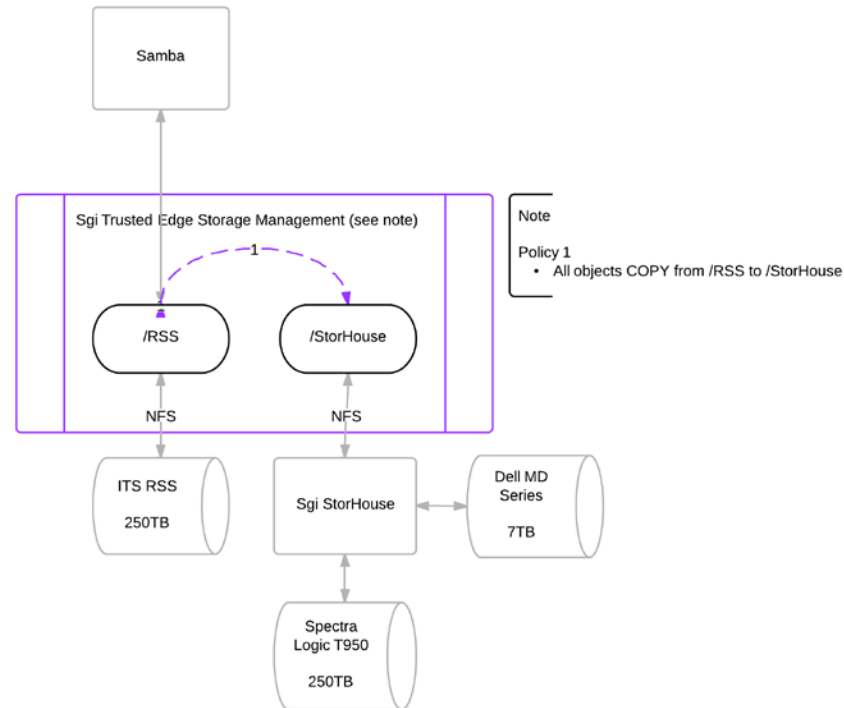 Samba
Sgi Trusted Edge Storage Management (see note)
1
/RSS
/StorHouse
NFS
NFS
Note
Policy 1
• All objects COPY from /RSS to /StorHouse
ITS RSS
250TB
Sgi StorHouse
Dell MD
Series
7TB
Spectra
Logic T950
250TB